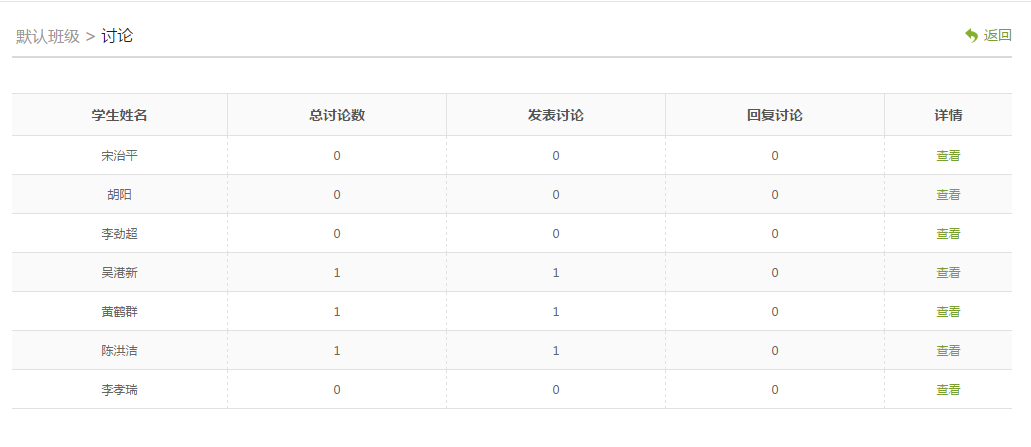 默认班级 > 讨论 返回
学生姓名 总讨论数 发表讨论 回复讨论 详情
宋治平 0 0 0 查看
胡阳 0 0 0 查看
李劲超 0 0 0 查看
吴港新 1 1 0 查看
黄鹤群 1 1 0 查看
陈洪洁 1 1 0 查看
李孝瑞 0 0 0 查看